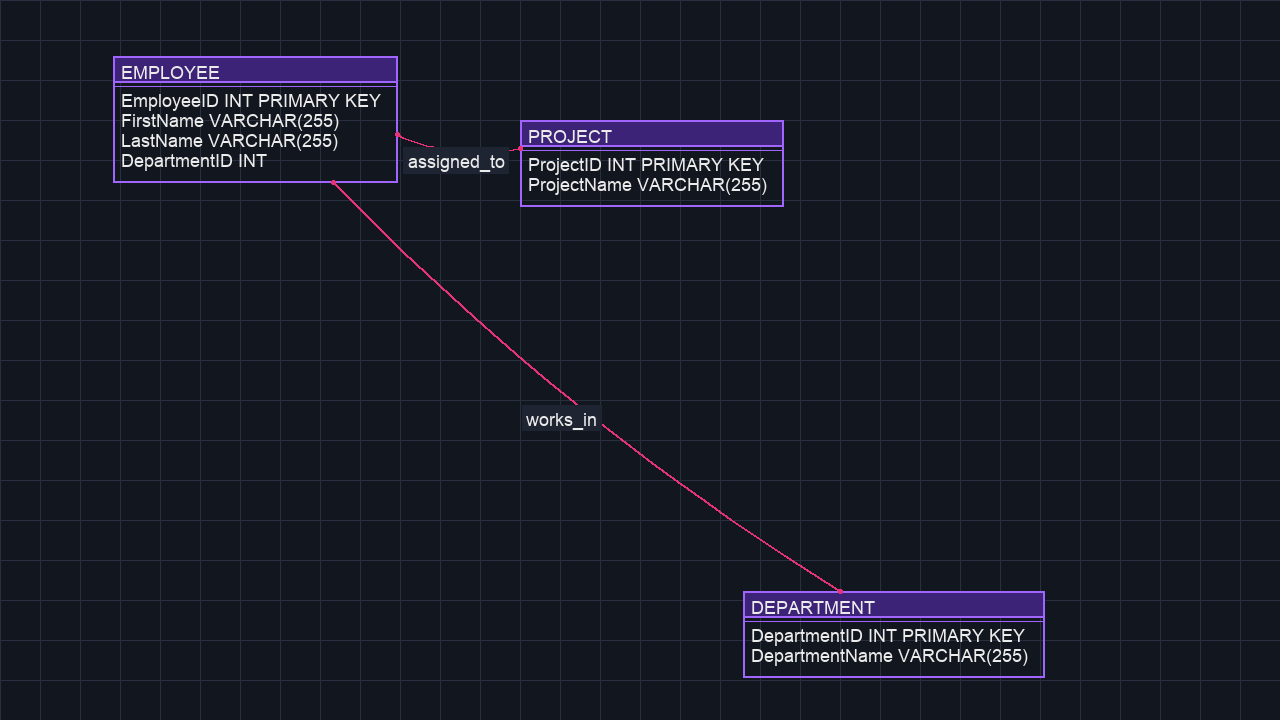 EMPLOYEE
EmployeeID INT PRIMARY KEY
FirstName VARCHAR(255)
LastName VARCHAR(255)
DepartmentID INT
assigned_to
PROJECT
ProjectID INT PRIMARY KEY
ProjectName VARCHAR(255)
works_in
DEPARTMENT
DepartmentID INT PRIMARY KEY
DepartmentName VARCHAR(255)